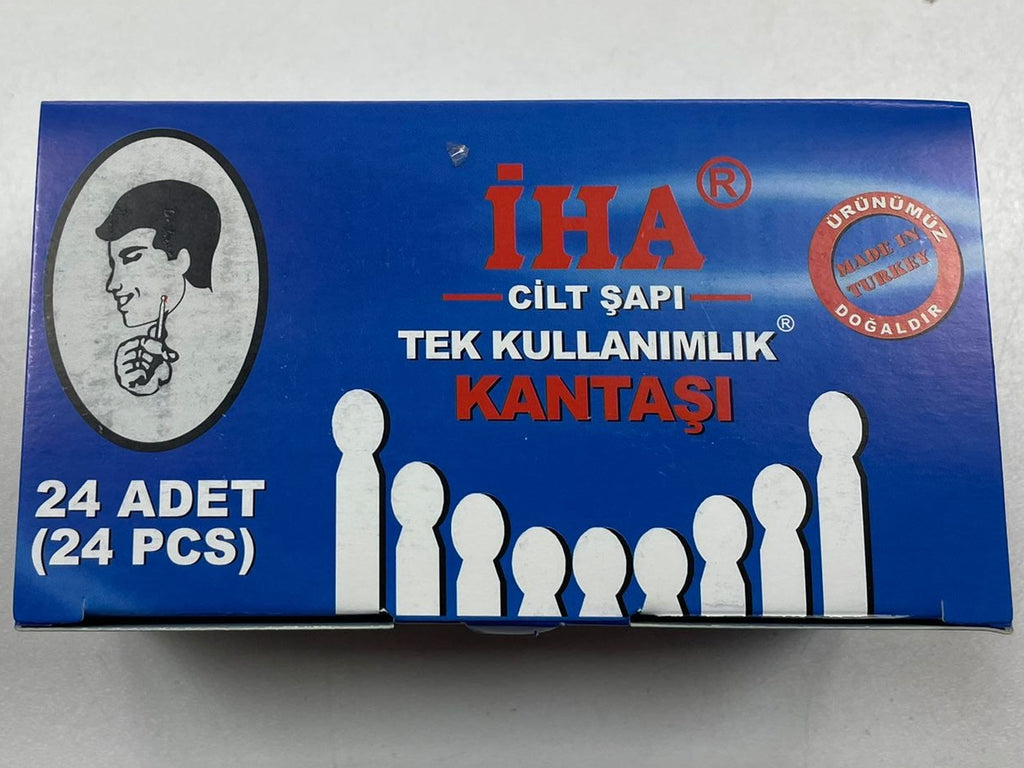 İHA®
CİLT ŞAPI
TEK KULLANIMLIK®
KANTAŞI
ÜRÜNÜMÜZ
MADE IN
TURKEY
DOĞALDIR
24 ADET
(24 PCS)